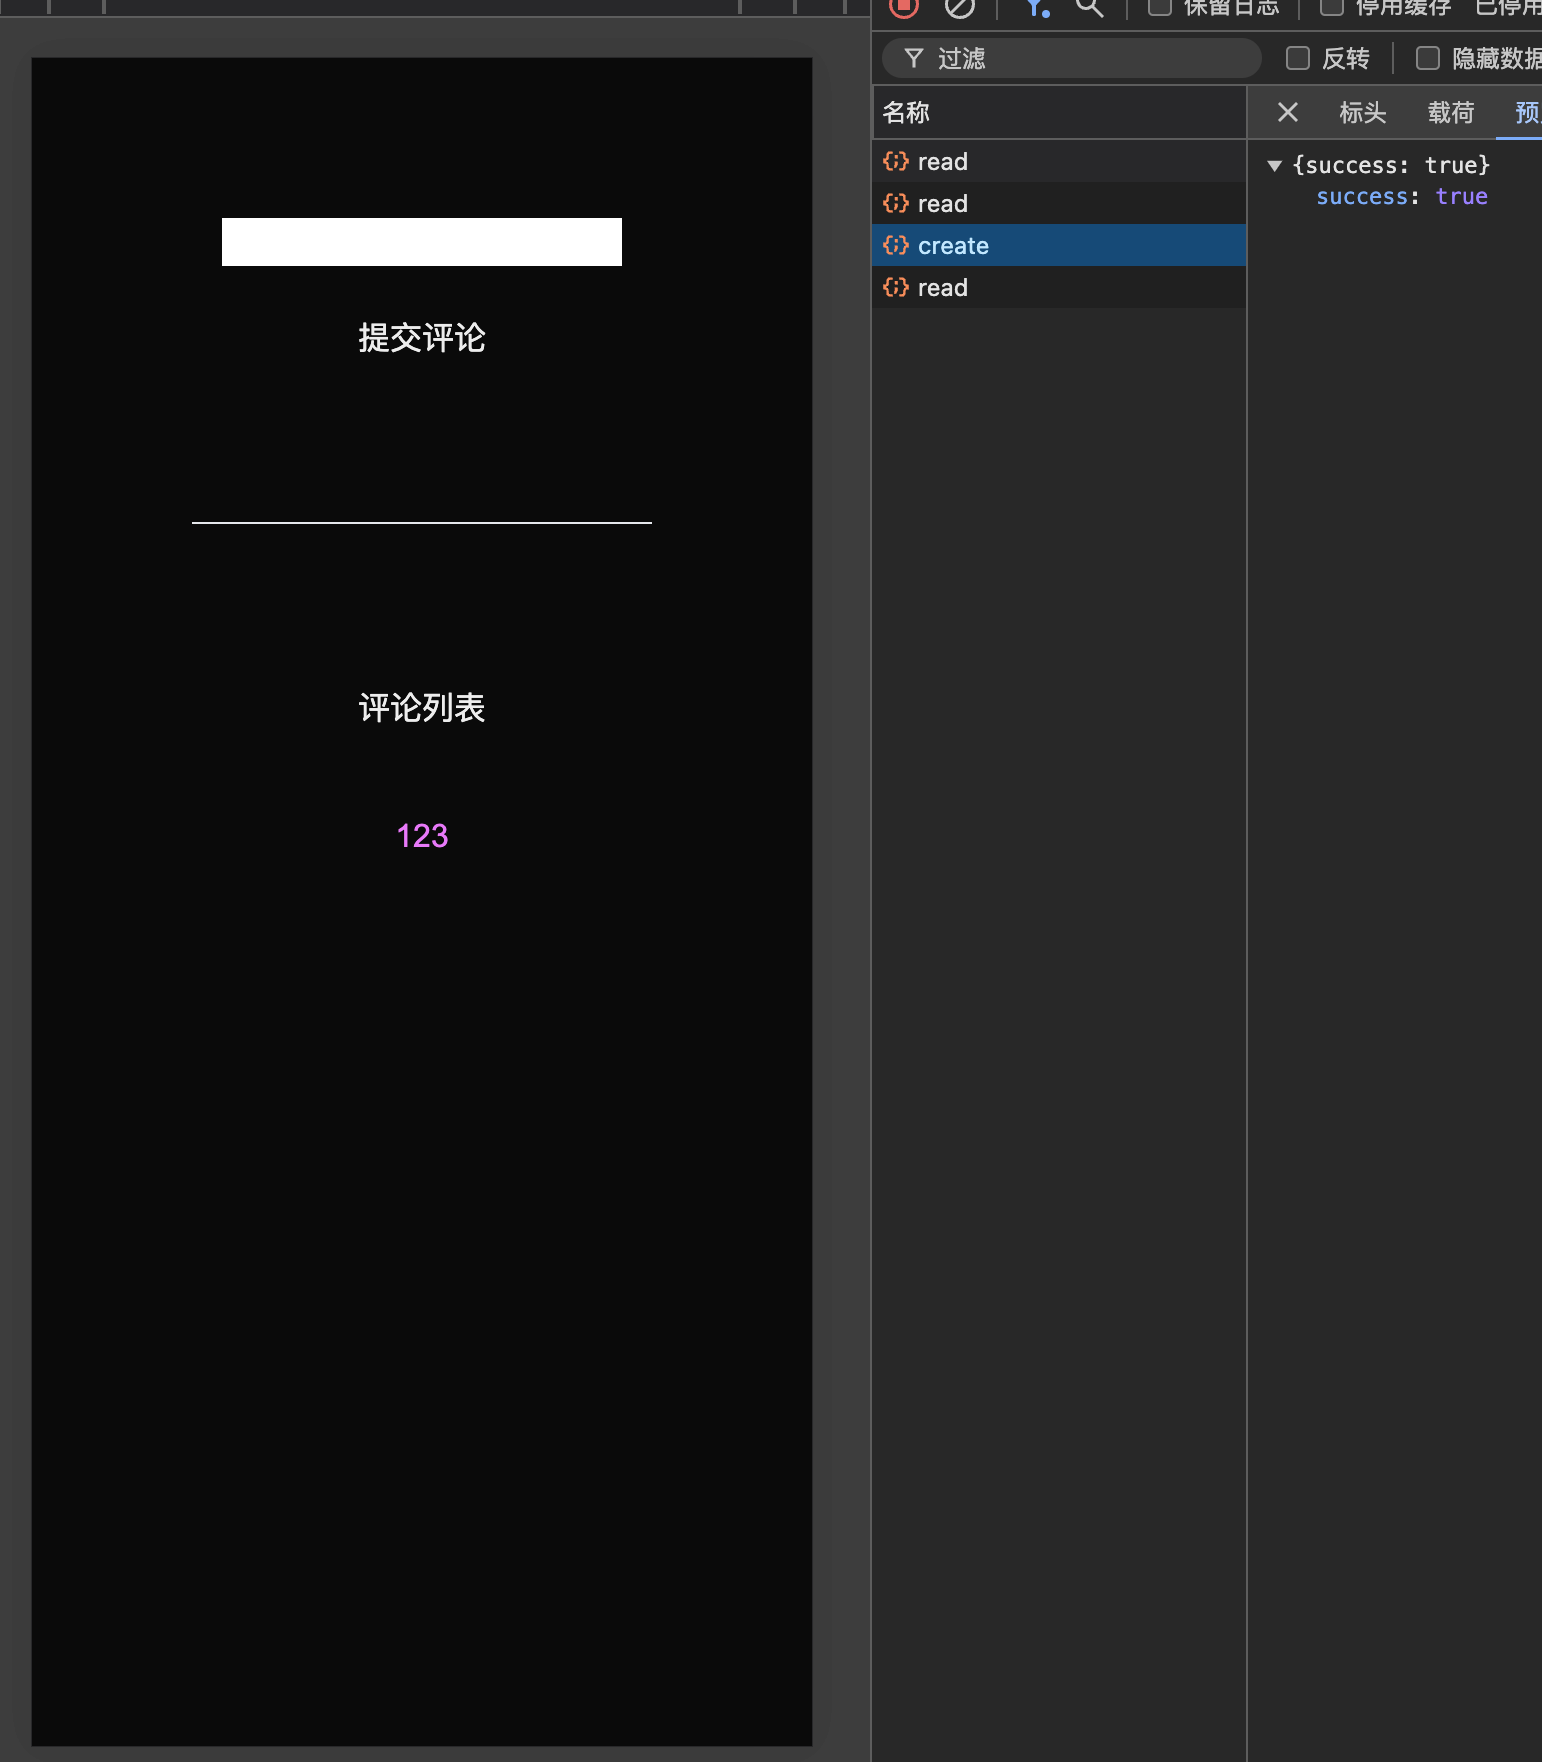 提交评论
评论列表
123
保留日志
停用缓存
已停用
过滤
反转
隐藏数据
名称
标头
载荷
预
read
read
create
read
{success: true}
success: true